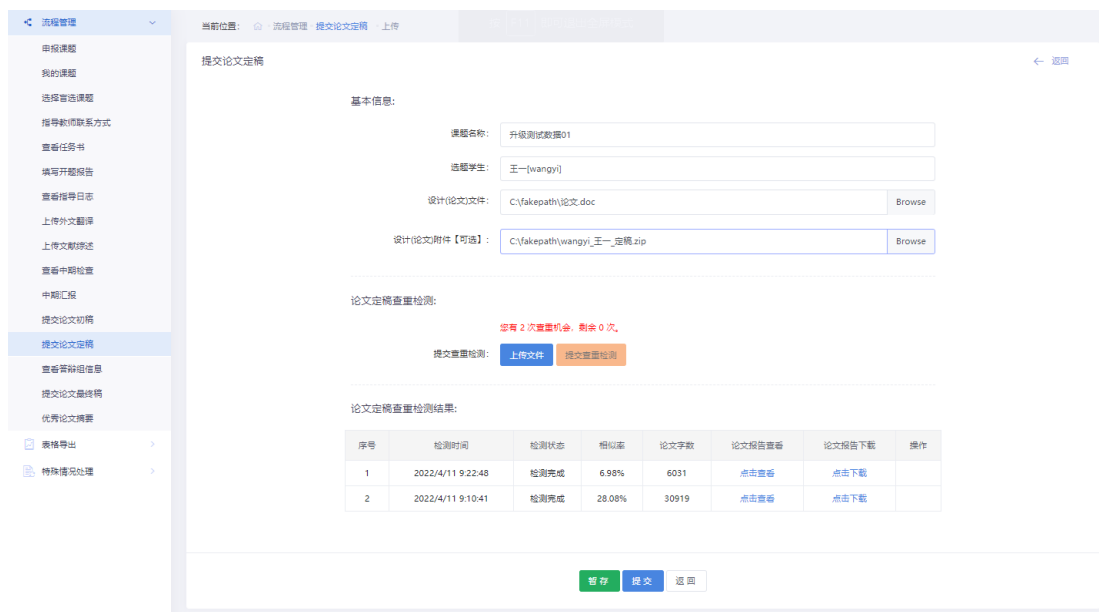 流程管理
申报课题
我的课题
选择盲选课题
指导教师联系方式
查看任务书
填写开题报告
查看指导日志
上传外文翻译
上传文献综述
查看中期检查
中期汇报
提交论文初稿
提交论文定稿
查看答辩组信息
提交论文最终稿
优秀论文摘要
表格导出
特殊情况处理
当前位置: 流程管理 提交论文定稿 上传
提交论文定稿 ← 返回
基本信息:
课题名称: 升级测试数据01
选题学生: 王一[wangyi]
设计(论文)文件: C:\fakepath\论文.doc Browse
设计(论文)附件【可选】: C:\fakepath\wangyi_王一_定稿.zip Browse
论文定稿查重检测:
您有 2 次查重机会, 剩余 0 次。
提交查重检测: 上传文件 提交查重检测
论文定稿查重检测结果:
序号 检测时间 检测状态 相似率 论文字数 论文报告查看 论文报告下载 操作
1 2022/4/11 9:22:48 检测完成 6.98% 6031 点击查看 点击下载
2 2022/4/11 9:10:41 检测完成 28.08% 30919 点击查看 点击下载
暂存 提交 返回